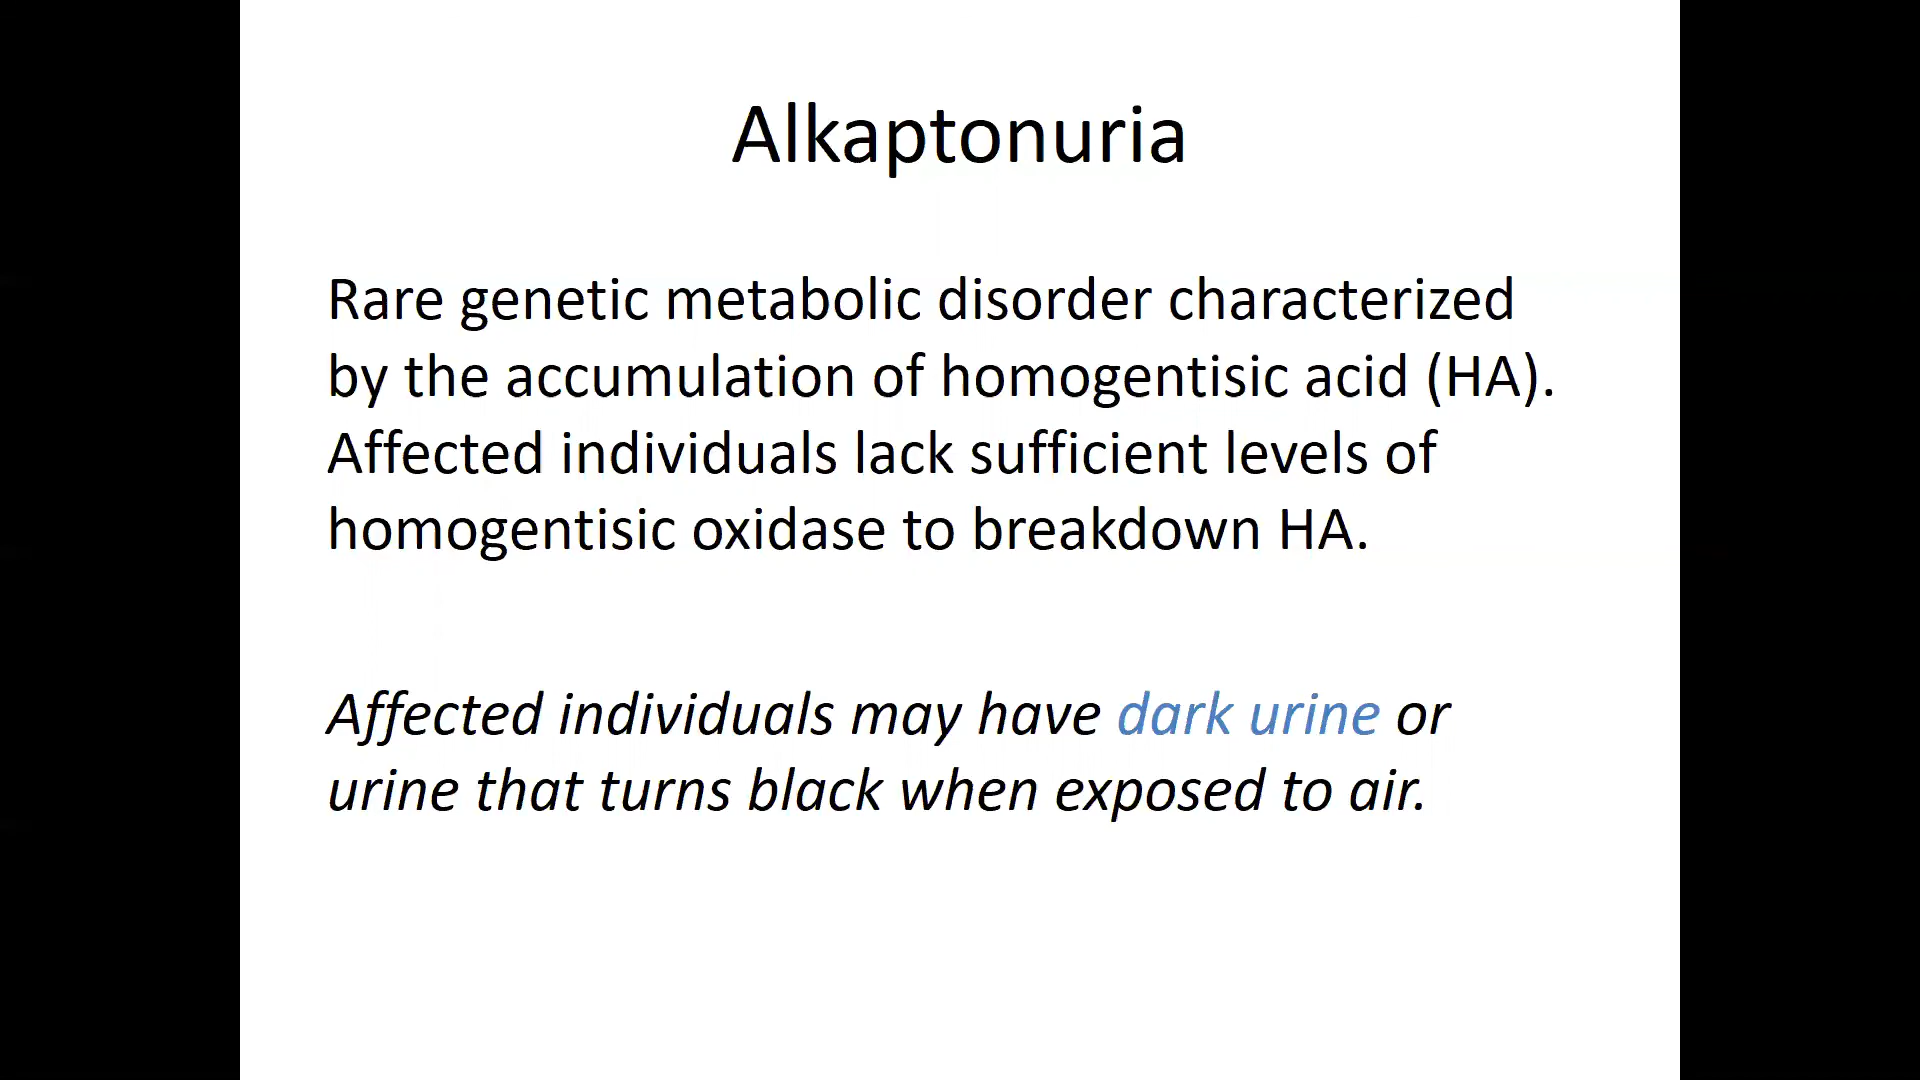 Alkaptonuria
Rare genetic metabolic disorder characterized
by the accumulation of homogentisic acid (HA).
Affected individuals lack sufficient levels of
homogentisic oxidase to breakdown HA.
Affected individuals may have dark urine or
urine that turns black when exposed to air.